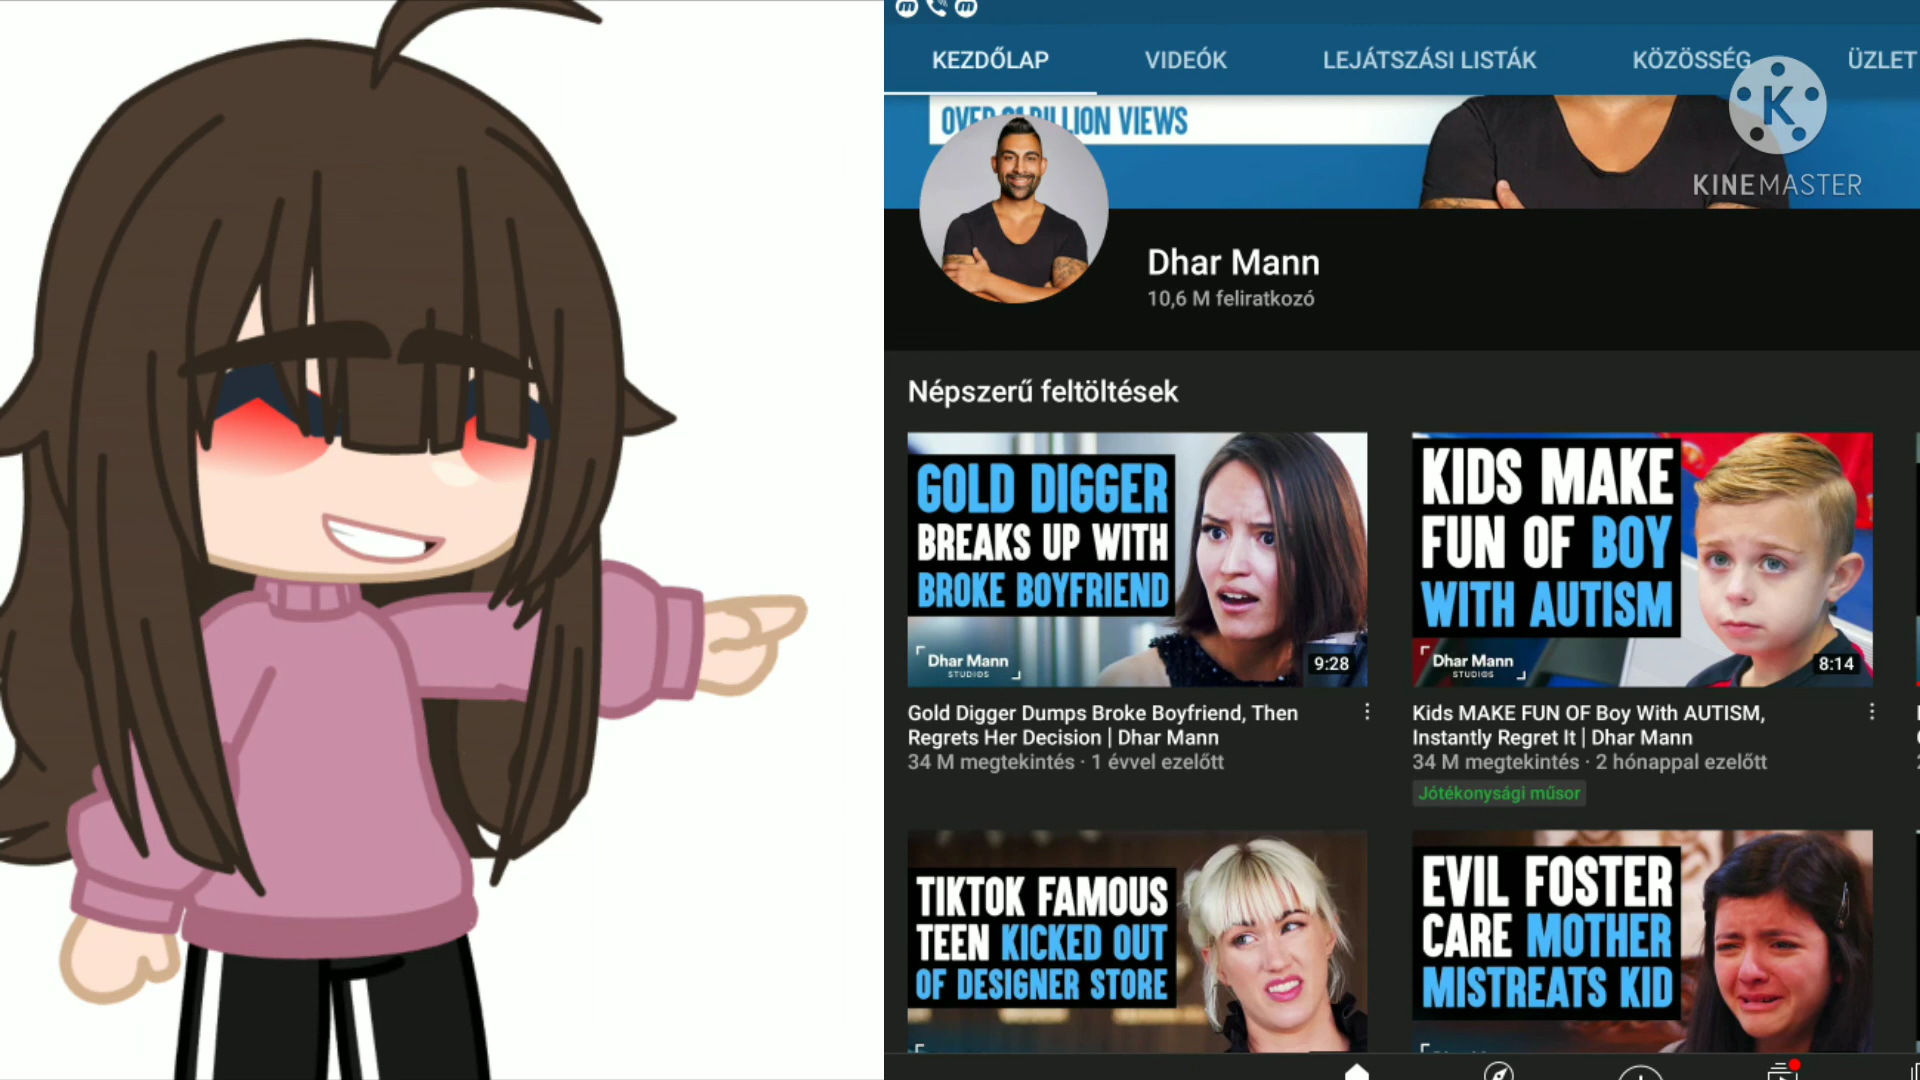 KEZDŐLAP
VIDEÓK
LEJÁTSZÁSI LISTÁK
KÖZÖSSÉG
ÜZLET
VIEWS
KINEMASTER
Dhar Mann
10,6 M feliratkozó
Népszerű feltöltések
GOLD DIGGER
BREAKS UP WITH
BROKE BOYFRIEND
Dhar Mann
STUDIOS
9:28
Gold Digger Dumps Broke Boyfriend, Then
Regrets Her Decision | Dhar Mann
34 M megtekintés · 1 évvel ezelőtt
KIDS MAKE
FUN OF BOY
WITH AUTISM
Dhar Mann
STUDIOS
8:14
Kids MAKE FUN OF Boy With AUTISM,
Instantly Regret It | Dhar Mann
34 M megtekintés · 2 hónappal ezelőtt
Jótékonysági műsor
TIKTOK FAMOUS
TEEN KICKED OUT
OF DESIGNER STORE
EVIL FOSTER
CARE MOTHER
MISTREATS KID